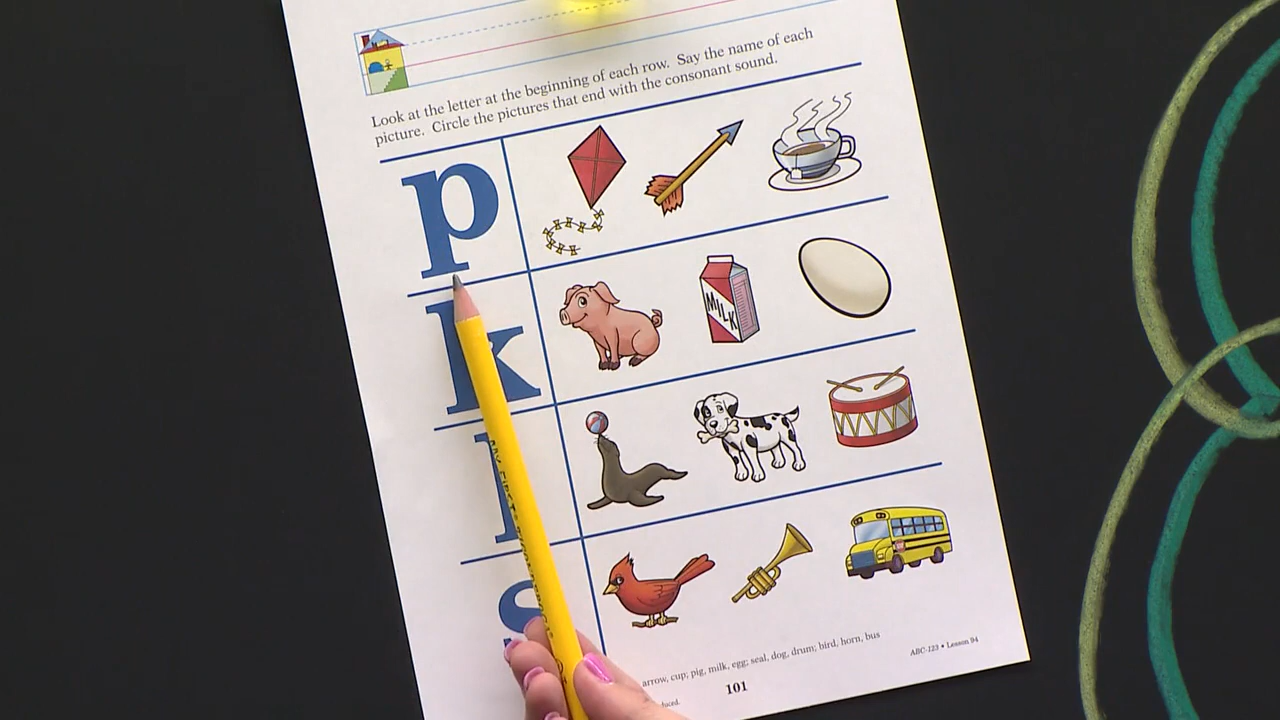 Look at the letter at the beginning of each row. Say the name of each
picture. Circle the pictures that end with the consonant sound.
p
k
MILK
l
s
arrow, cup; pig, milk, egg; seal, dog, drum; bird, horn, bus
ABC-123 • Lesson 94
101